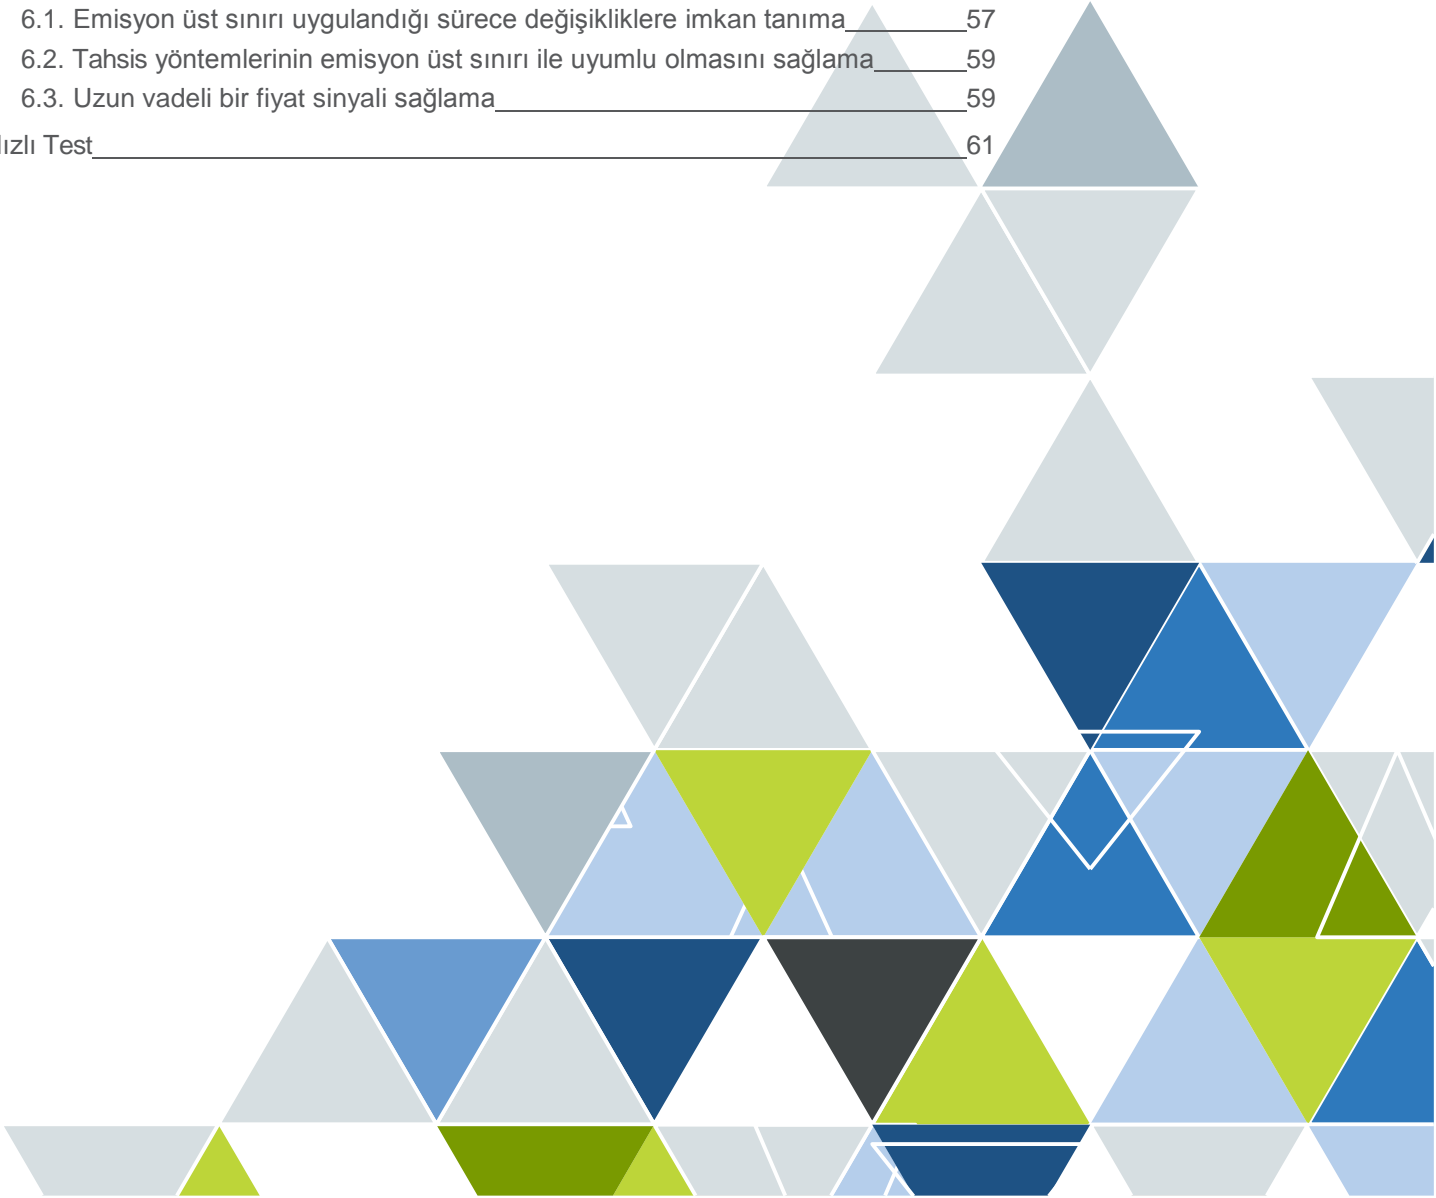 6.1. Emisyon üst sınırı uygulandığı sürece değişikliklere imkan tanıma 57
6.2. Tahsis yöntemlerinin emisyon üst sınırı ile uyumlu olmasını sağlama 59
6.3. Uzun vadeli bir fiyat sinyali sağlama 59
Test 61